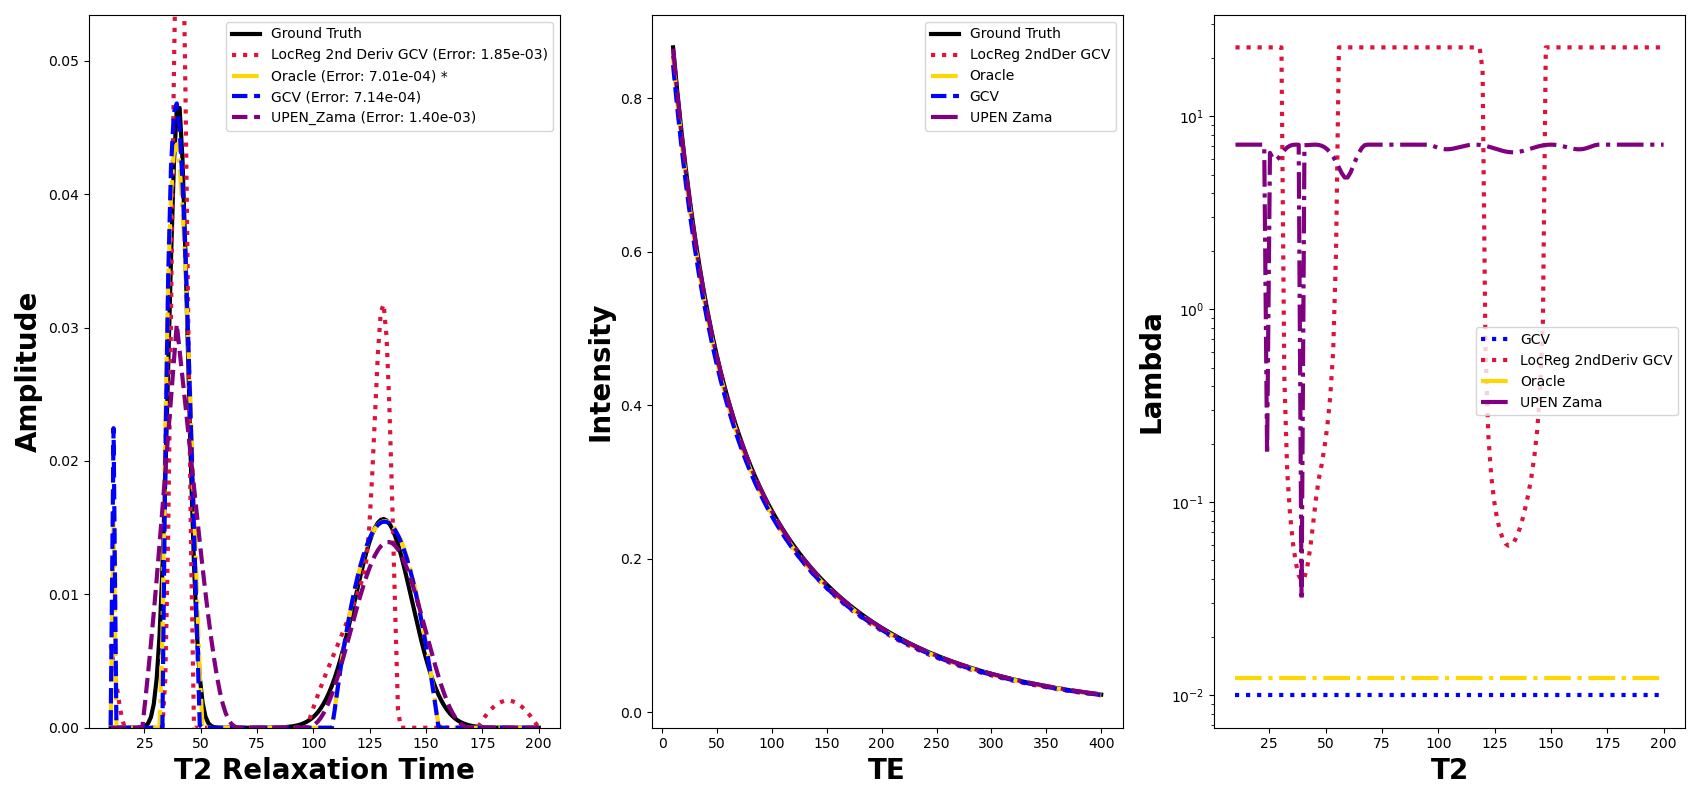 Ground Truth
LocReg 2nd Deriv GCV (Error: 1.85e-03)
Oracle (Error: 7.01e-04) *
GCV (Error: 7.14e-04)
UPEN_Zama (Error: 1.40e-03)
0.05
0.04
0.03
0.02
0.01
0.00
Amplitude
25 50 75 100 125 150 175 200
T2 Relaxation Time
Ground Truth
LocReg 2ndDer GCV
Oracle
GCV
UPEN Zama
0.8
0.6
0.4
0.2
0.0
Intensity
0 50 100 150 200 250 300 350 400
TE
10¹
10⁰
10⁻¹
10⁻²
Lambda
GCV
LocReg 2ndDeriv GCV
Oracle
UPEN Zama
25 50 75 100 125 150 175 200
T2